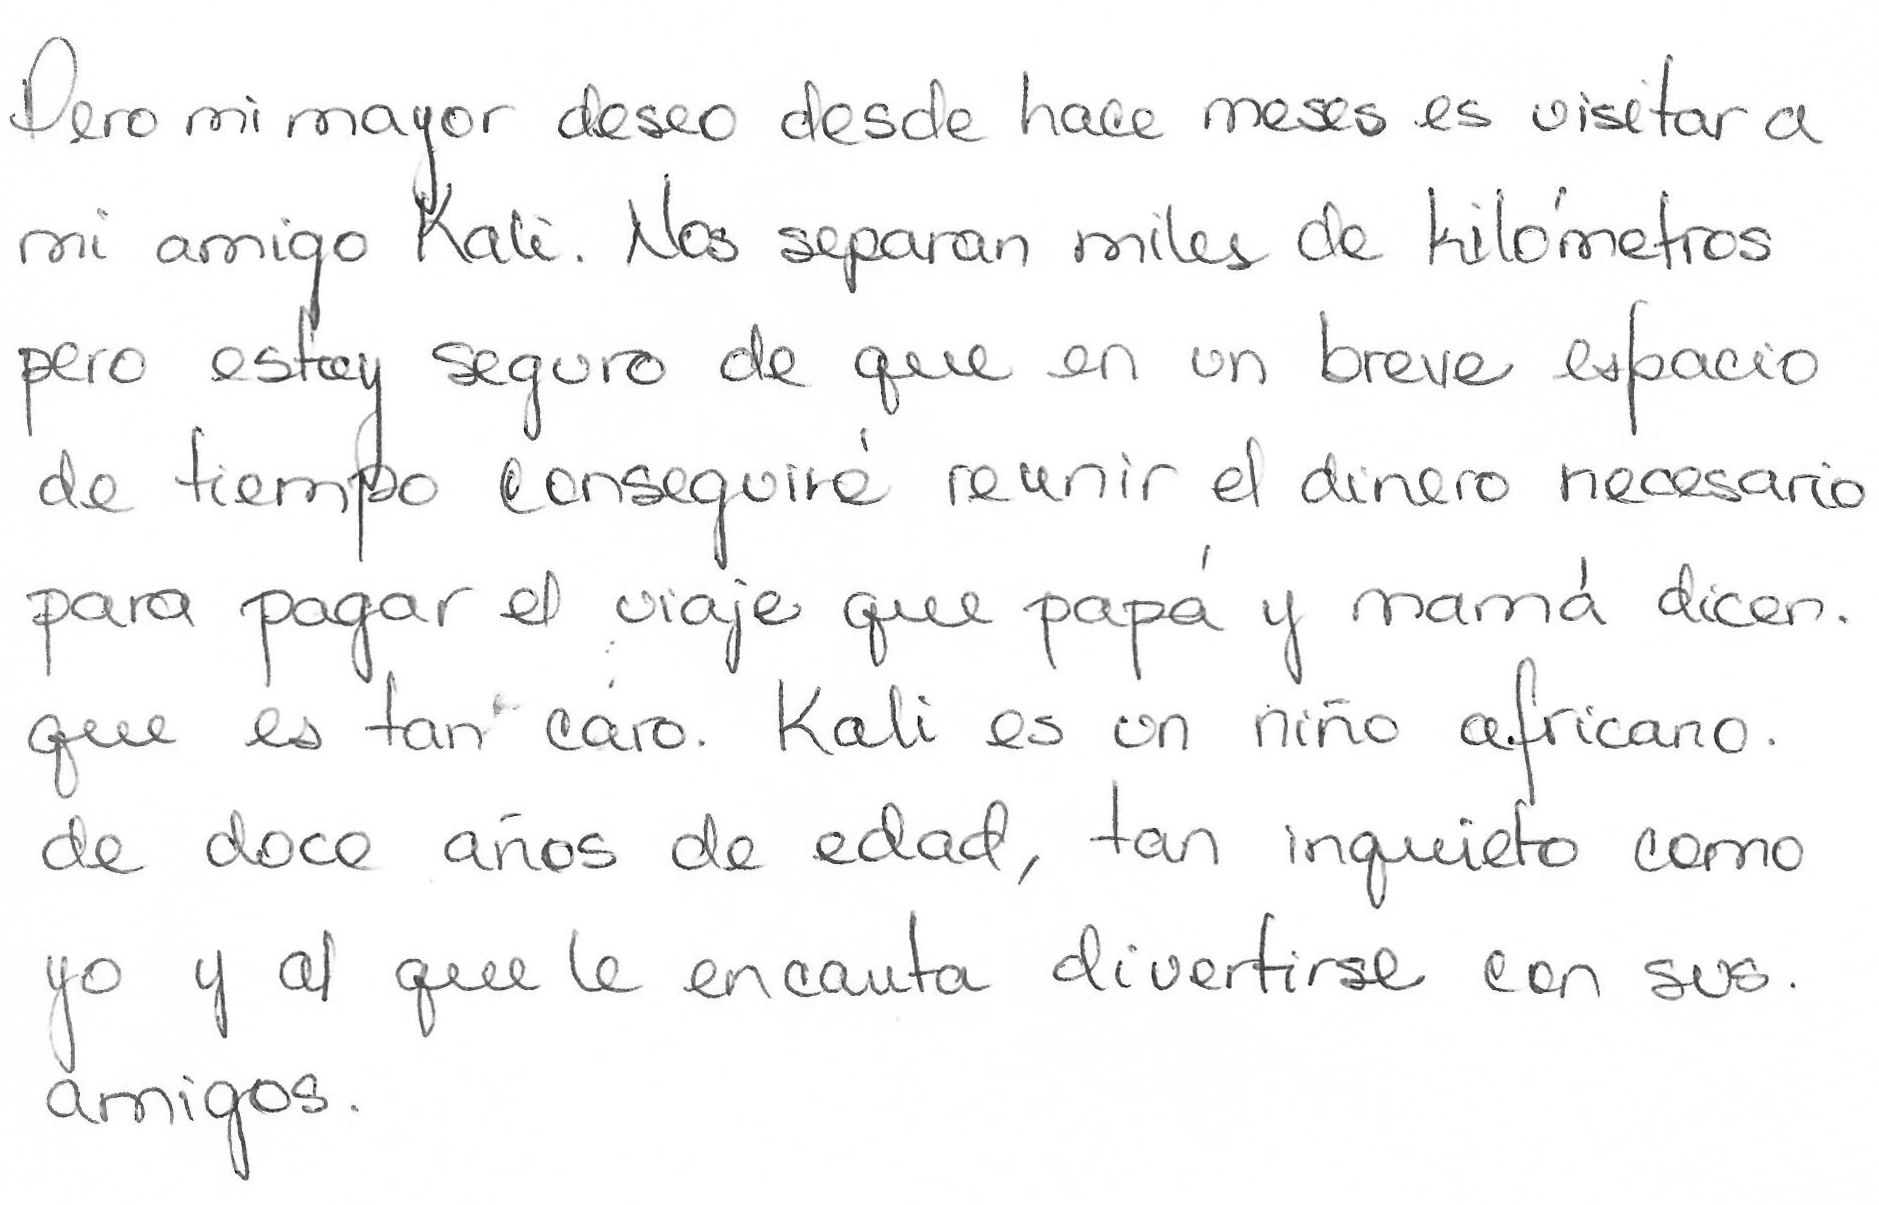 Pero mi mayor deseo desde hace meses es visitar a
mi amigo Kali. Nos separan miles de kilómetros
pero estoy seguro de que en un breve espacio
de tiempo conseguiré reunir el dinero necesario
para pagar el viaje que papá y mamá dicen.
que es tan caro. Kali es un niño africano.
de doce años de edad, tan inquieto como
yo y al que le encanta divertirse con sus.
amigos.